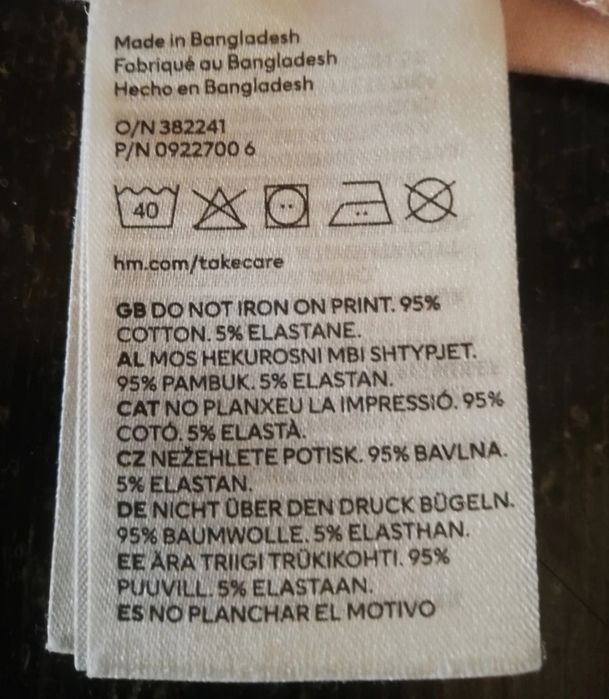 Made in Bangladesh
Fabriqué au Bangladesh
Hecho en Bangladesh
O/N 382241
P/N 0922700 6
40
hm.com/takecare
GB DO NOT IRON ON PRINT. 95%
COTTON. 5% ELASTANE.
AL MOS HEKUROSNI MBI SHTYPJET.
95% PAMBUK. 5% ELASTAN.
CAT NO PLANXEU LA IMPRESSIÓ. 95%
COTÓ. 5% ELASTÀ.
CZ NEŽEHLETE POTISK. 95% BAVLNA.
5% ELASTAN.
DE NICHT ÜBER DEN DRUCK BÜGELN.
95% BAUMWOLLE. 5% ELASTHAN.
EE ÄRA TRIIGI TRÜKIKOHTI. 95%
PUUVILL. 5% ELASTAAN.
ES NO PLANCHAR EL MOTIVO